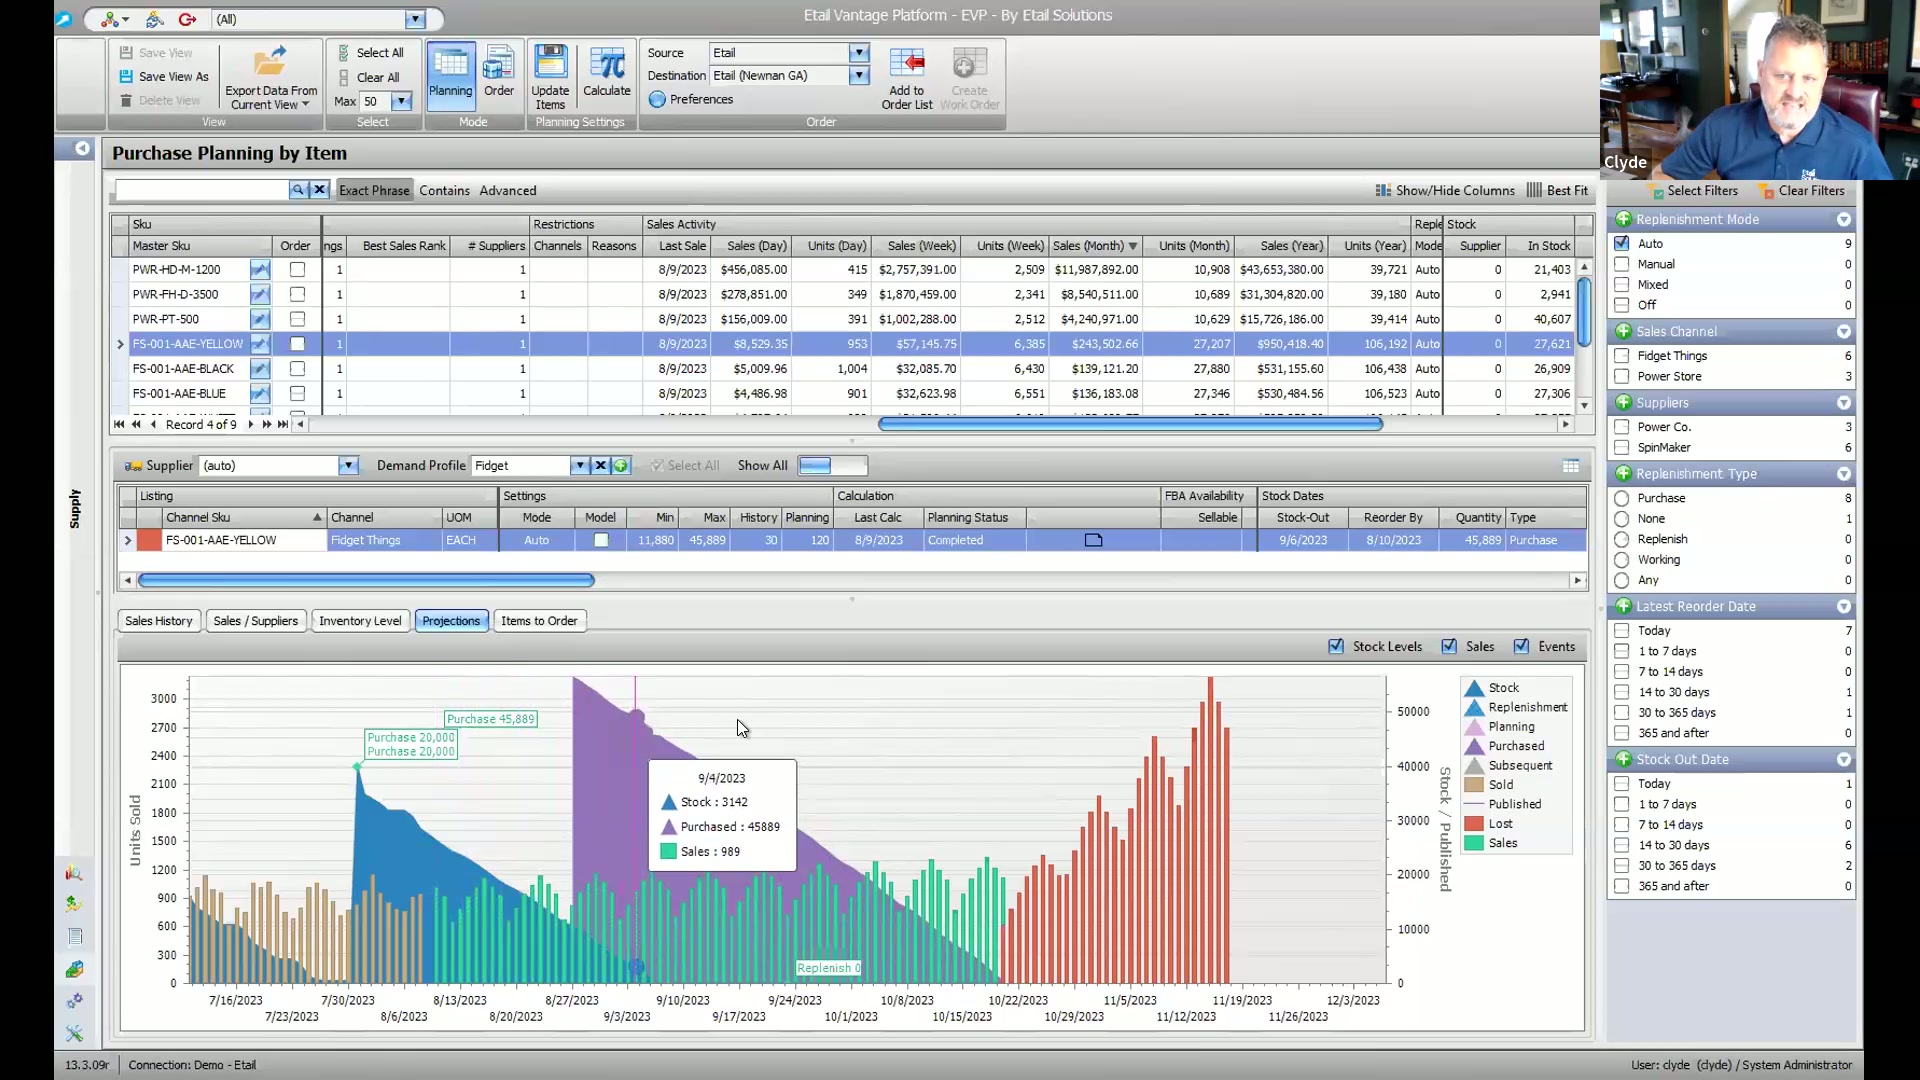 (All)
Etail Vantage Platform - EVP - By Etail Solutions
Save View
Save View As
Delete View
Export Data From
Current View
View
Select All
Clear All
Max 50
Select
Planning
Order
Mode
Update
Items
Calculate
Planning Settings
Source Etail
Destination Etail (Newnan GA)
Preferences
Add to
Order List
Create
Work Order
Order
Clyde
Purchase Planning by Item
Exact Phrase Contains Advanced
Show/Hide Columns Best Fit
Sku Restrictions Sales Activity Reple Stock
Master Sku Order ngs Best Sales Rank # Suppliers Channels Reasons Last Sale Sales (Day) Units (Day) Sales (Week) Units (Week) Sales (Month) Units (Month) Sales (Year) Units (Year) Mode Supplier In Stock
PWR-HD-M-1200 1 1 8/9/2023 $456,085.00 415 $2,757,391.00 2,509 $11,987,892.00 10,908 $43,653,380.00 39,721 Auto 0 21,403
PWR-FH-D-3500 1 1 8/9/2023 $278,851.00 349 $1,870,459.00 2,341 $8,540,511.00 10,689 $31,304,820.00 39,180 Auto 0 2,941
PWR-PT-500 1 1 8/9/2023 $156,009.00 391 $1,002,288.00 2,512 $4,240,971.00 10,629 $15,726,186.00 39,414 Auto 0 40,607
FS-001-AAE-YELLOW 1 1 8/9/2023 $8,529.35 953 $57,145.75 6,385 $243,502.66 27,207 $950,418.40 106,192 Auto 0 27,621
FS-001-AAE-BLACK 1 1 8/9/2023 $5,009.96 1,004 $32,085.70 6,430 $139,121.20 27,880 $531,155.60 106,438 Auto 0 26,909
FS-001-AAE-BLUE 1 1 8/9/2023 $4,486.98 901 $32,623.98 6,551 $136,183.08 27,346 $530,484.56 106,523 Auto 0 27,306
Record 4 of 9
Supplier (auto) Demand Profile Fidget Select All Show All
Listing Settings Calculation FBA Availability Stock Dates
Channel Sku Channel UOM Mode Model Min Max History Planning Last Calc Planning Status Sellable Stock-Out Reorder By Quantity Type
FS-001-AAE-YELLOW Fidget Things EACH Auto 11,880 45,889 30 120 8/9/2023 Completed 9/6/2023 8/10/2023 45,889 Purchase
Sales History Sales / Suppliers Inventory Level Projections Items to Order
Stock Levels Sales Events
Units Sold
3000
2700
2400
2100
1800
1500
1200
900
600
300
0
Purchase 45,889
Purchase 20,000
Purchase 20,000
9/4/2023
Stock : 3142
Purchased : 45889
Sales : 989
Replenish 0
50000
40000
30000
20000
10000
0
Stock / Published
7/16/2023 7/30/2023 8/13/2023 8/27/2023 9/10/2023 9/24/2023 10/8/2023 10/22/2023 11/5/2023 11/19/2023 12/3/2023
7/23/2023 8/6/2023 8/20/2023 9/3/2023 9/17/2023 10/1/2023 10/15/2023 10/29/2023 11/12/2023 11/26/2023
Stock
Replenishment
Planning
Purchased
Subsequent
Sold
Published
Lost
Sales
Supply
Select Filters Clear Filters
Replenishment Mode
Auto 9
Manual 0
Mixed 0
Off 0
Sales Channel
Fidget Things 6
Power Store 3
Suppliers
Power Co. 3
SpinMaker 6
Replenishment Type
Purchase 8
None 1
Replenish 0
Working 0
Any 0
Latest Reorder Date
Today 7
1 to 7 days 0
7 to 14 days 0
14 to 30 days 1
30 to 365 days 1
365 and after 0
Stock Out Date
Today 1
1 to 7 days 0
7 to 14 days 0
14 to 30 days 6
30 to 365 days 2
365 and after 0
13.3.09r Connection: Demo - Etail
User: clyde (clyde) / System Administrator